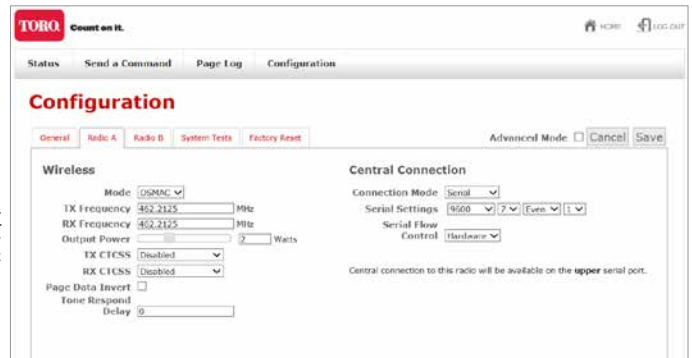 TORO. Count on it.
HOME LOG OUT
Status Send a Command Page Log Configuration
Configuration
General Radio A Radio B System Tests Factory Reset
Advanced Mode Cancel Save
Wireless
Mode OSMAC
TX Frequency 462.2125 MHz
RX Frequency 462.2125 MHz
Output Power 2 Watts
TX CTCSS Disabled
RX CTCSS Disabled
Page Data Invert
Tone Respond
Delay 0
Central Connection
Connection Mode Serial
Serial Settings 9600 7 Even 1
Serial Flow
Control Hardware
Central connection to this radio will be available on the upper serial port.